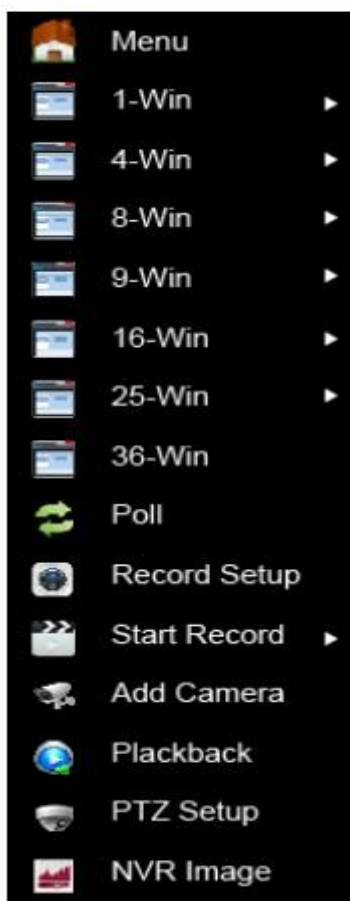 Menu
1-Win
4-Win
8-Win
9-Win
16-Win
25-Win
36-Win
Poll
Record Setup
Start Record
Add Camera
Plackback
PTZ Setup
NVR Image